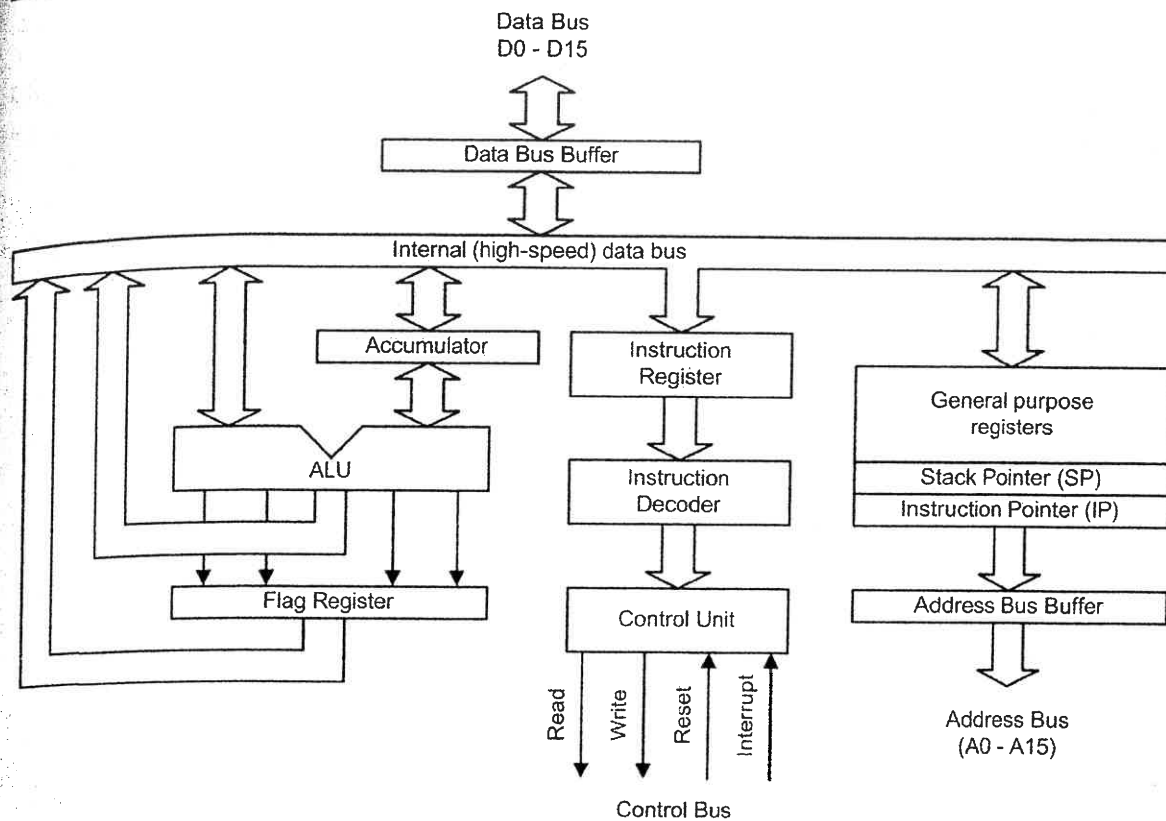 Data Bus
D0 - D15
Data Bus Buffer
Internal (high-speed) data bus
Accumulator
Instruction
Register
General purpose
registers
ALU
Instruction
Decoder
Stack Pointer (SP)
Instruction Pointer (IP)
Flag Register
Control Unit
Address Bus Buffer
Read
Write
Reset
Interrupt
Address Bus
(A0 - A15)
Control Bus